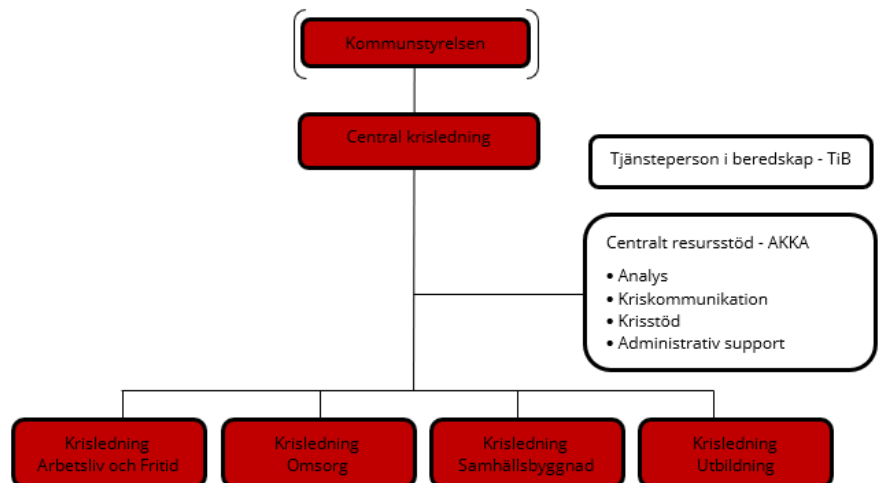 Kommunstyrelsen
Central krisledning
Tjänsteperson i beredskap - TiB
Centralt resursstöd - AKKA
• Analys
• Kriskommunikation
• Krisstöd
• Administrativ support
Krisledning
Arbetsliv och Fritid
Krisledning
Omsorg
Krisledning
Samhällsbyggnad
Krisledning
Utbildning